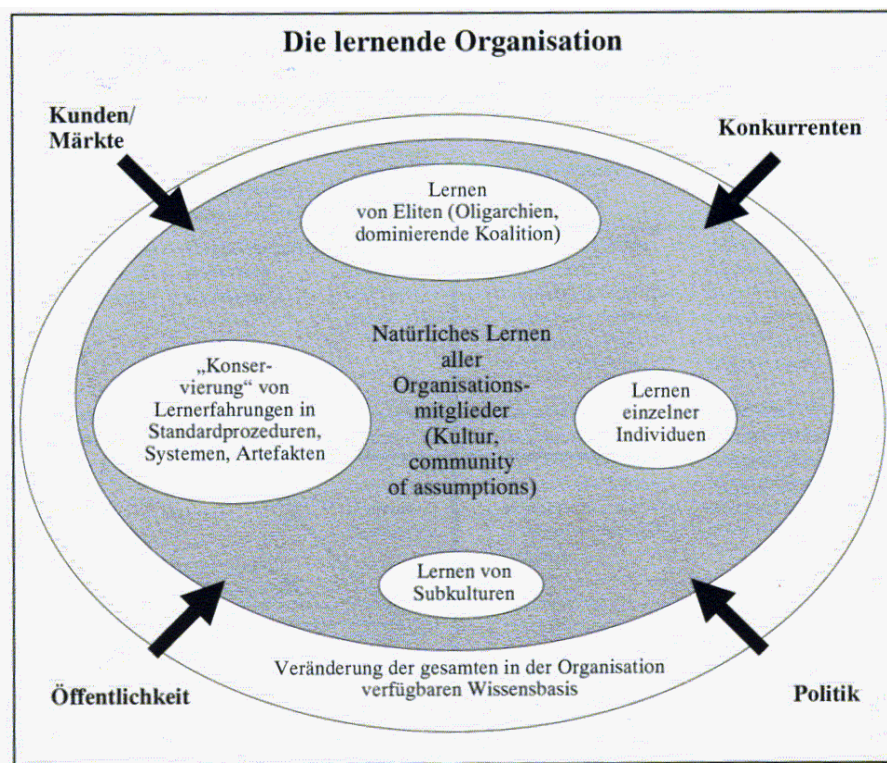 Die lernende Organisation
Kunden/
Märkte
Konkurrenten
Lernen
von Eliten (Oligarchien,
dominierende Koalition)
„Konser-
vierung“ von
Lernerfahrungen in
Standardprozeduren,
Systemen, Artefakten
Natürliches Lernen
aller
Organisations-
mitglieder
(Kultur,
community
of assumptions)
Lernen
einzelner
Individuen
Lernen von
Subkulturen
Veränderung der gesamten in der Organisation
verfügbaren Wissensbasis
Öffentlichkeit
Politik